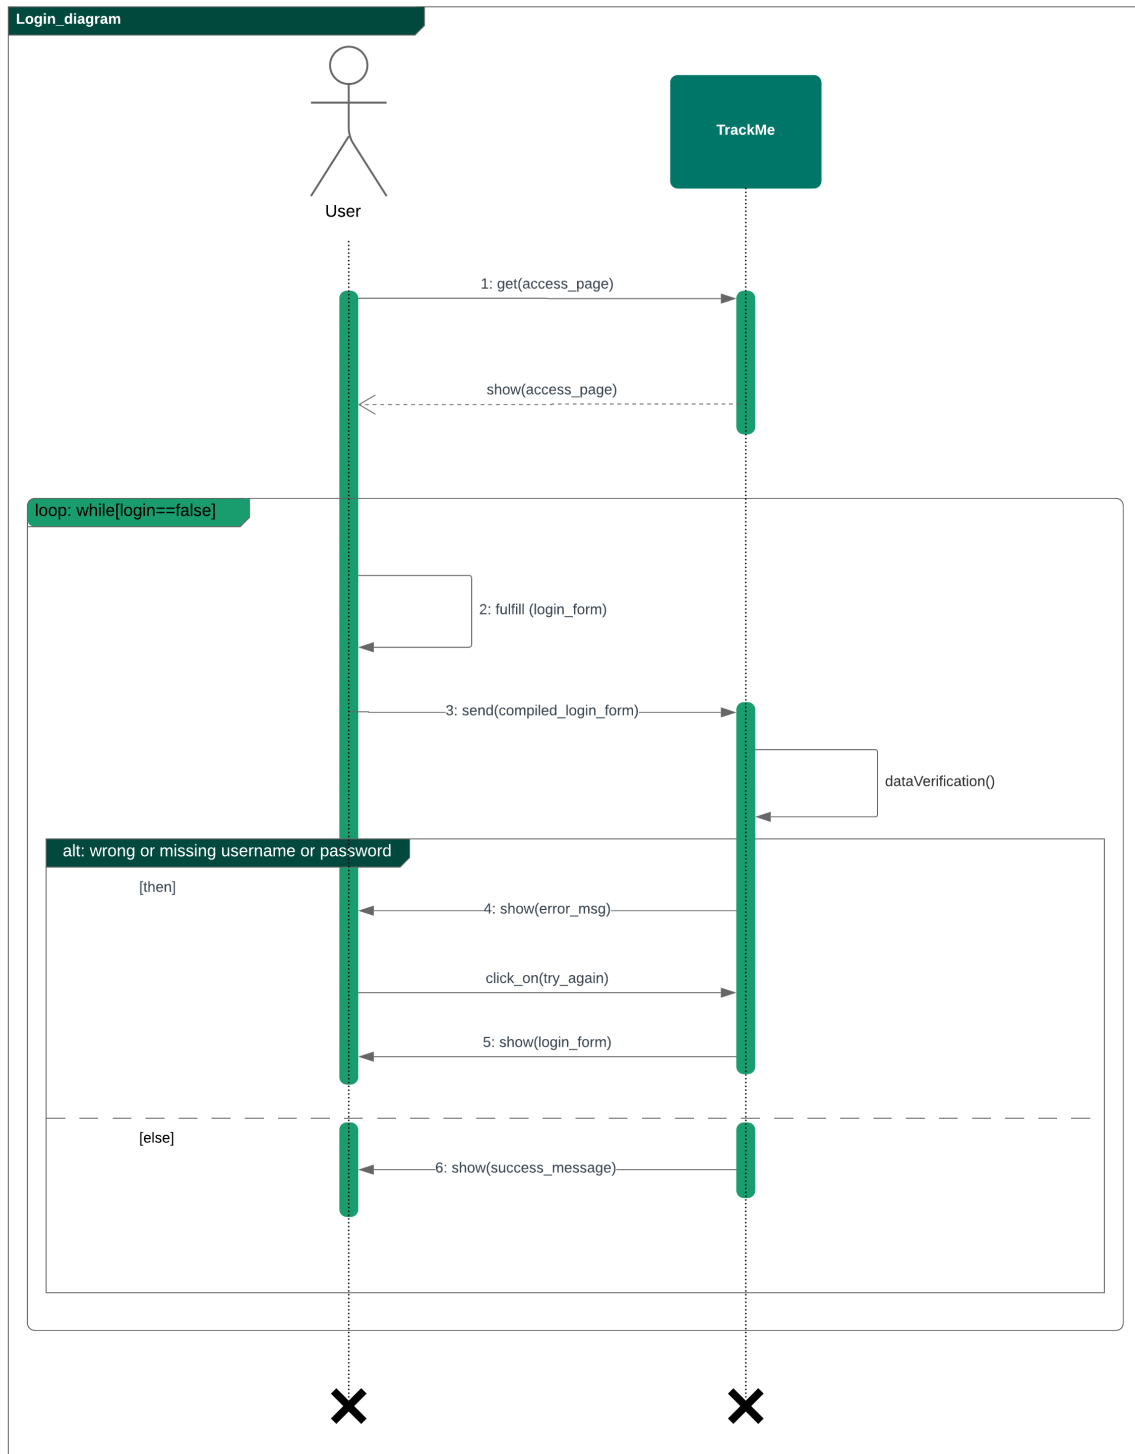 Login_diagram
TrackMe
User
1: get(access_page)
show(access_page)
loop: while[login==false]
2: fulfill (login_form)
3: send(compiled_login_form)
dataVerification()
alt: wrong or missing username or password
[then]
4: show(error_msg)
click_on(try_again)
5: show(login_form)
[else]
6: show(success_message)